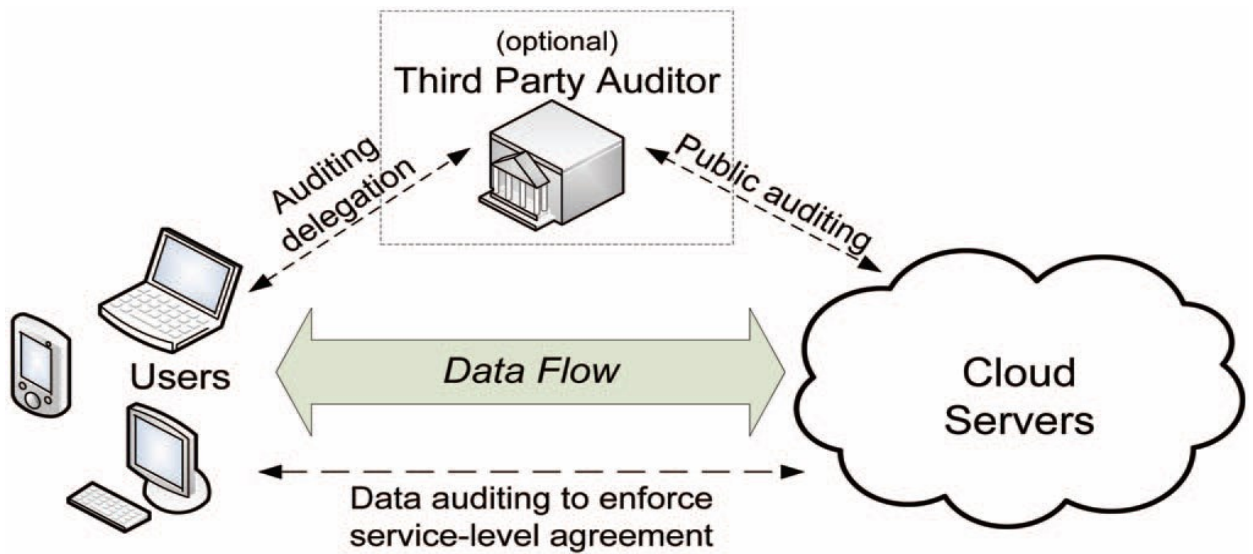 (optional)
Third Party Auditor
Auditing
delegation
Public auditing
Users
Data Flow
Cloud
Servers
Data auditing to enforce
service-level agreement